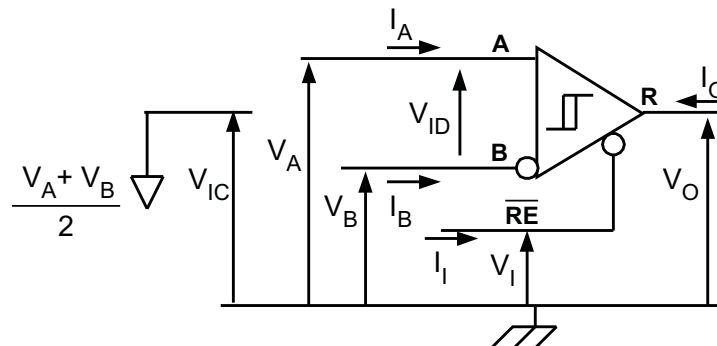 I_A
A
I_O
R
V_ID
V_A
B
V_A + V_B
2
V_IC
V_B
I_B
RE
V_O
I_I
V_I